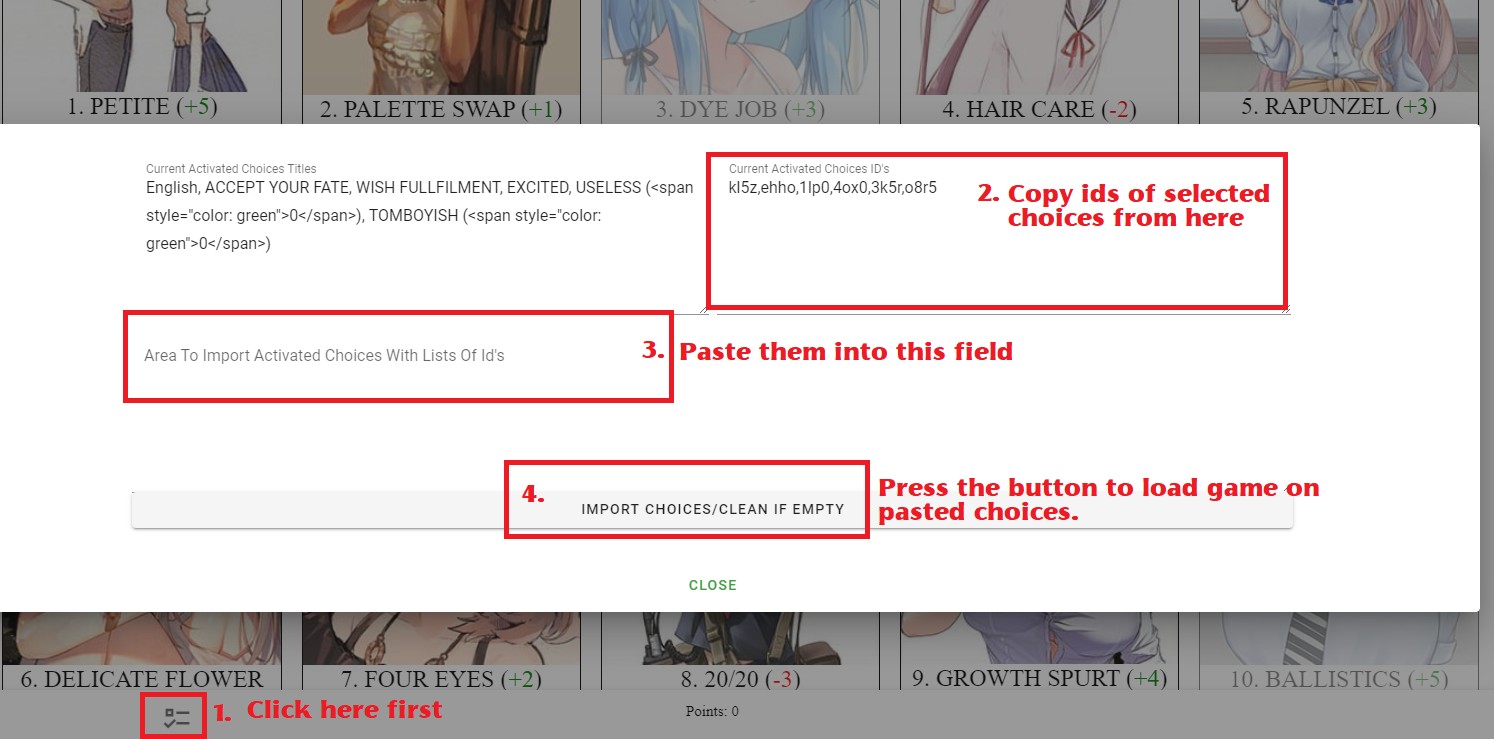 1. PETITE (+5)
2. PALETTE SWAP (+1)
3. DYE JOB (+3)
4. HAIR CARE (-2)
5. RAPUNZEL (+3)
Current Activated Choices Titles
English, ACCEPT YOUR FATE, WISH FULLFILMENT, EXCITED, USELESS (<span
style="color: green">0</span>), TOMBOYISH (<span style="color:
green">0</span>)
Current Activated Choices ID's
kl5z,ehho,1lp0,4ox0,3k5r,o8r5
2. Copy ids of selected
choices from here
Area To Import Activated Choices With Lists Of Id's
3. Paste them into this field
4.
IMPORT CHOICES/CLEAN IF EMPTY
Press the button to load game on
pasted choices.
CLOSE
6. DELICATE FLOWER
7. FOUR EYES (+2)
8. 20/20 (-3)
9. GROWTH SPURT (+4)
10. BALLISTICS (+5)
1. Click here first
Points: 0